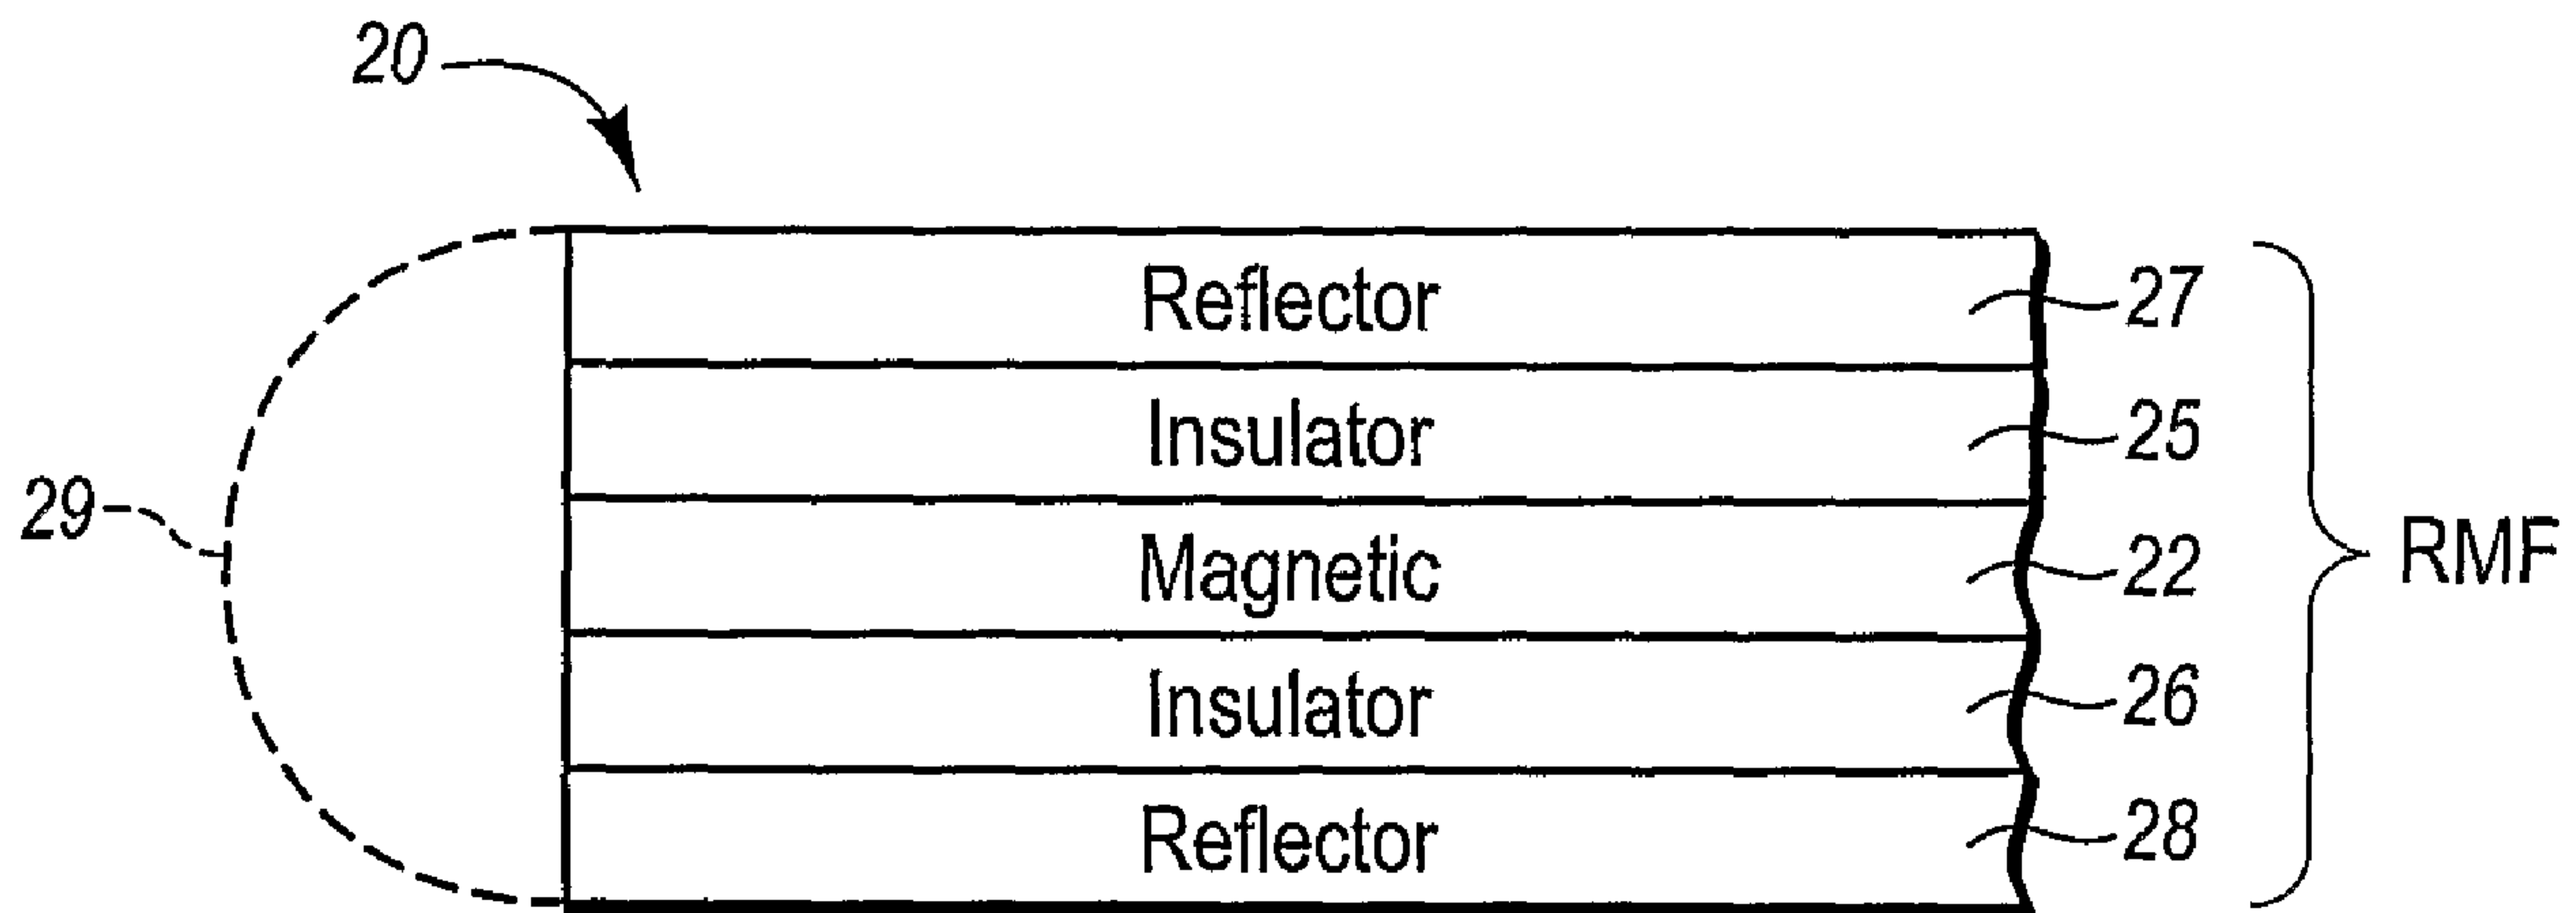 20
Reflector 27
Insulator 25
29 Magnetic 22 RMF
Insulator 26
Reflector 28